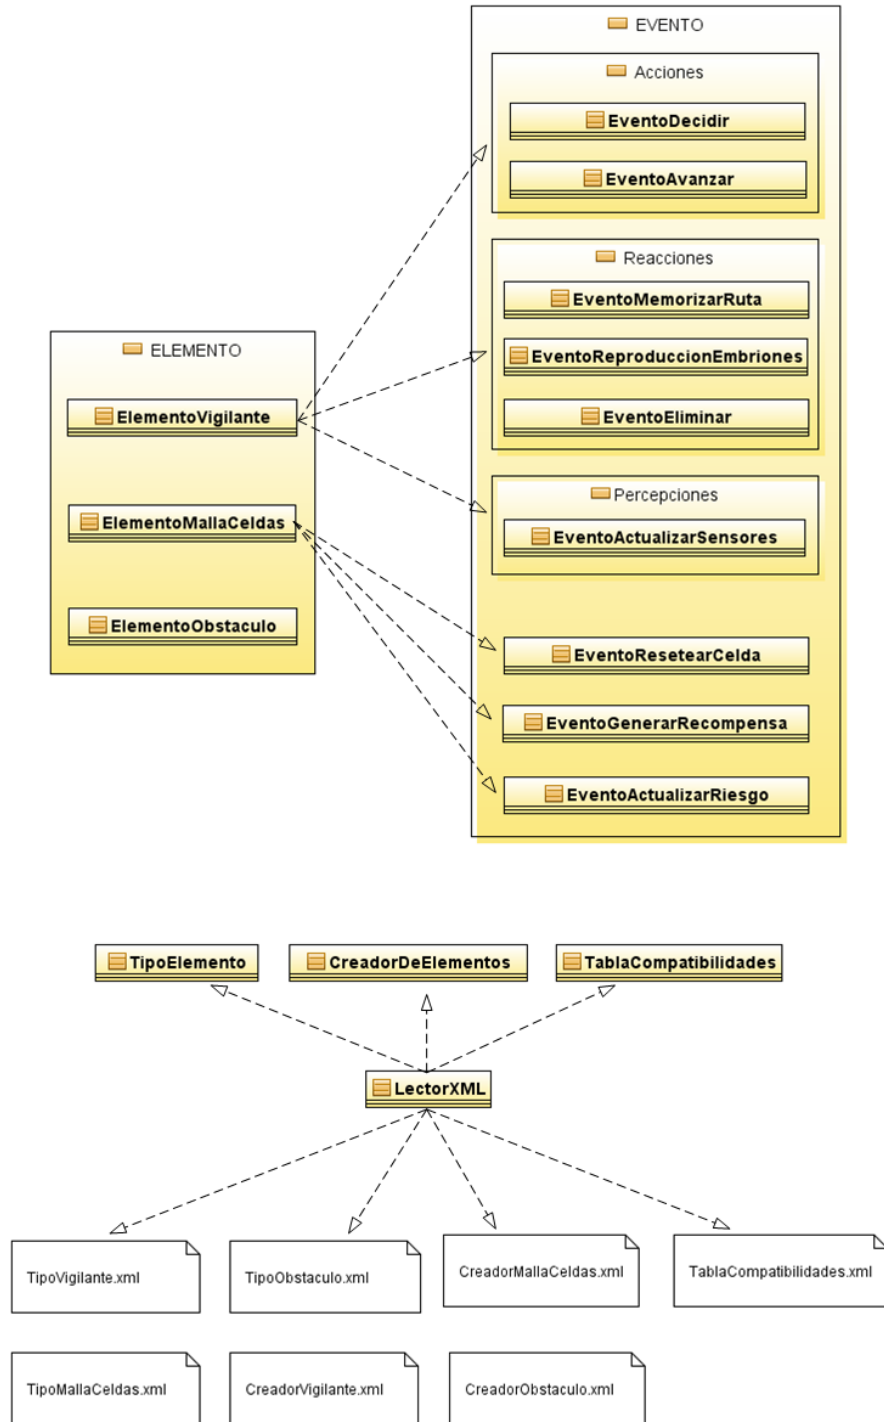 EVENTO
Acciones
EventoDecidir
EventoAvanzar
Reacciones
EventoMemorizarRuta
EventoReproduccionEmbriones
EventoEliminar
Percepciones
EventoActualizarSensores
EventoResetearCelda
EventoGenerarRecompensa
EventoActualizarRiesgo
ELEMENTO
ElementoVigilante
ElementoMallaCeldas
ElementoObstaculo
TipoElemento
CreadorDeElementos
TablaCompatibilidades
LectorXML
TipoVigilante.xml
TipoObstaculo.xml
CreadorMallaCeldas.xml
TablaCompatibilidades.xml
TipoMallaCeldas.xml
CreadorVigilante.xml
CreadorObstaculo.xml